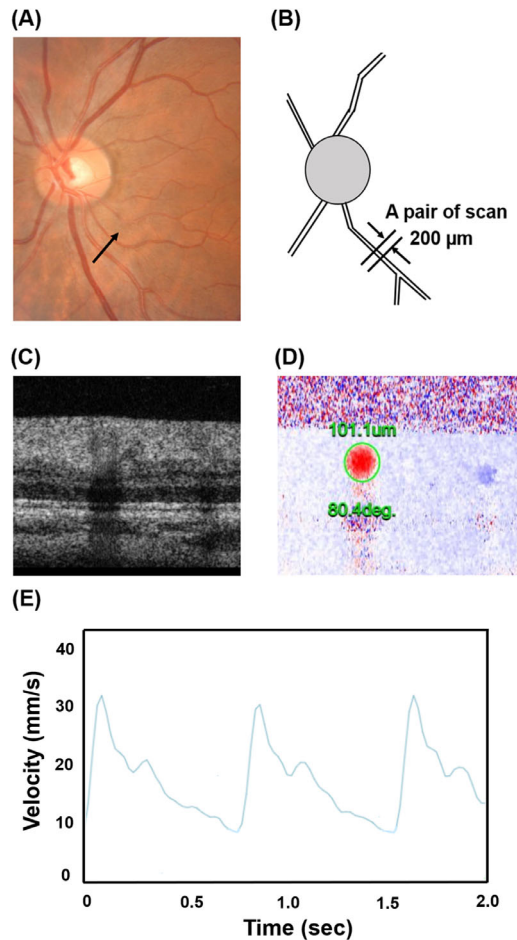 (A)
(B)
A pair of scan
200 μm
(C)
(D)
101.1um
80.4deg.
(E)
Velocity (mm/s)
40
30
20
10
0
0
0.5
1.0
1.5
2.0
Time (sec)